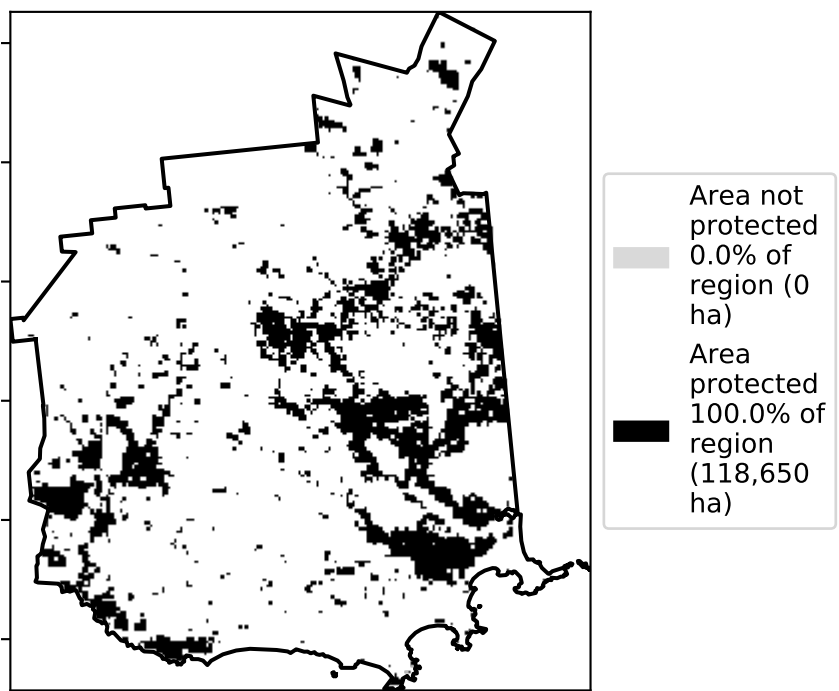 Area not
protected
0.0% of
region (0
ha)
Area
protected
100.0% of
region
(118,650
ha)